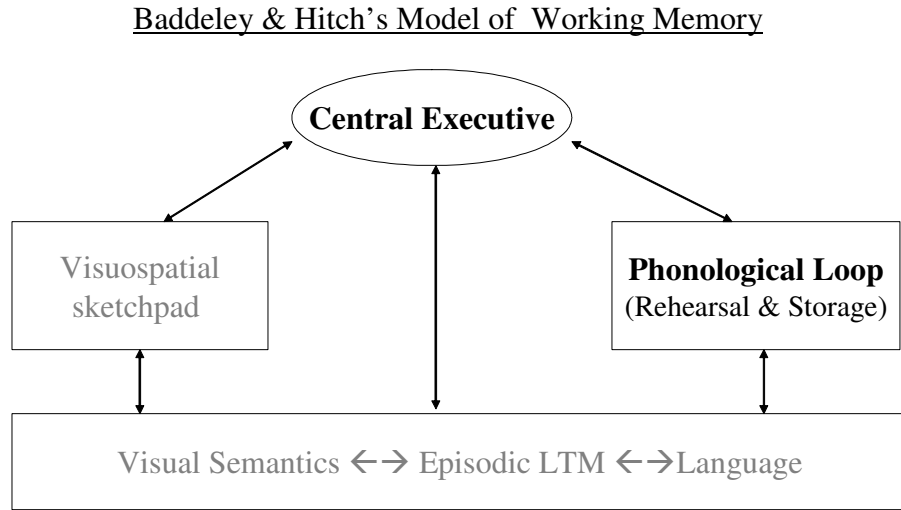 Baddeley & Hitch's Model of Working Memory
Central Executive
Visuospatial
sketchpad
Phonological Loop
(Rehearsal & Storage)
Visual Semantics ←→ Episodic LTM ←→Language